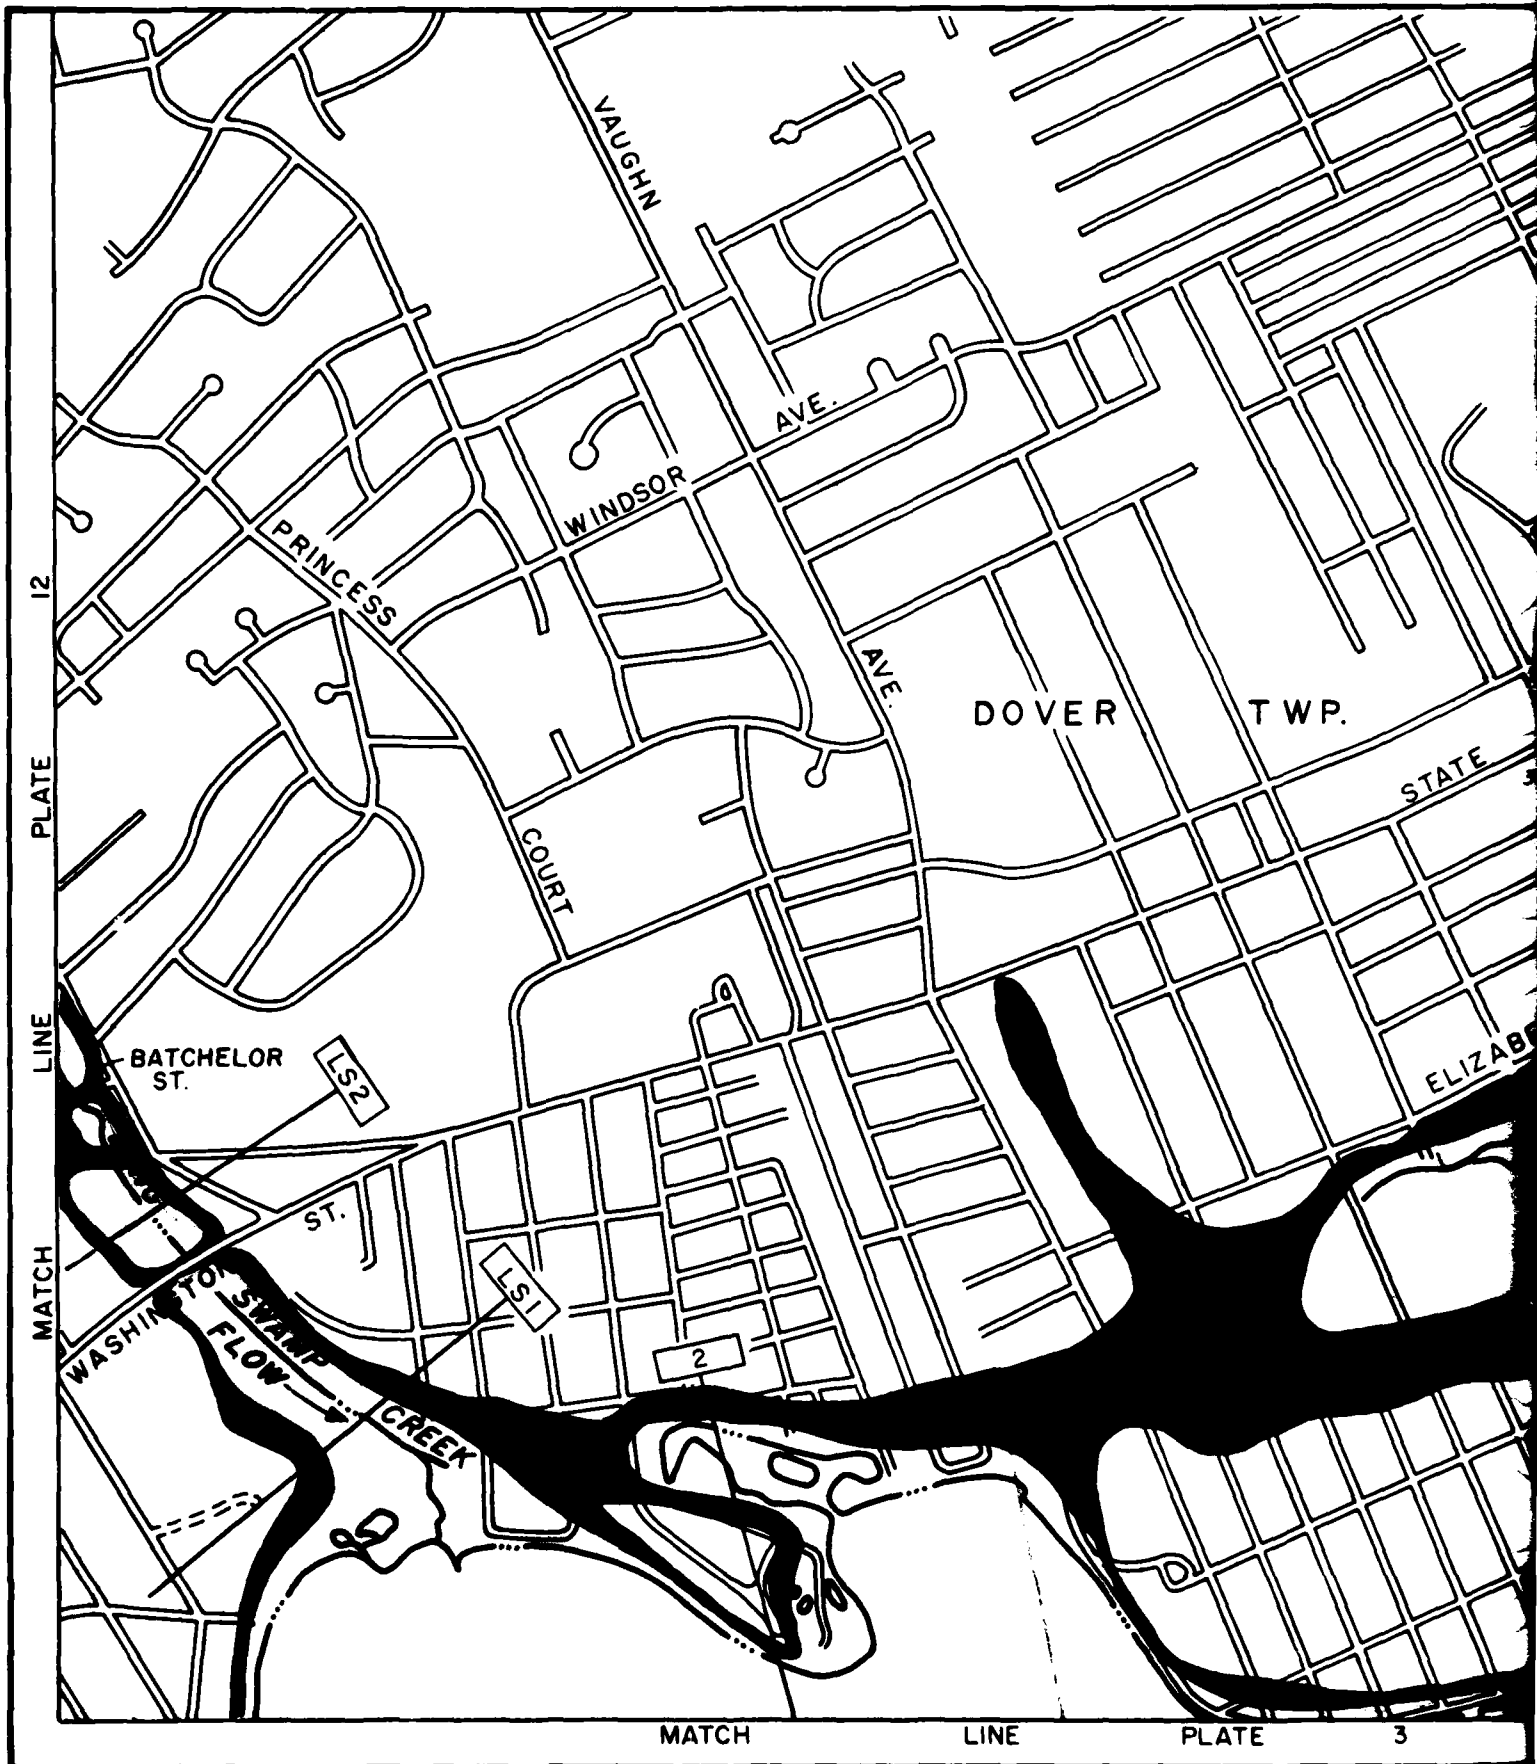 VAUGHN
AVE.
WINDSOR
AVE.
PRINCESS
COURT
DOVER TWP.
STATE
BATCHELOR
ST.
LS2
ST.
WASHINGTON
SWAMP
FLOW
CREEK
LS1
2
MATCH LINE PLATE 12
MATCH LINE PLATE 3